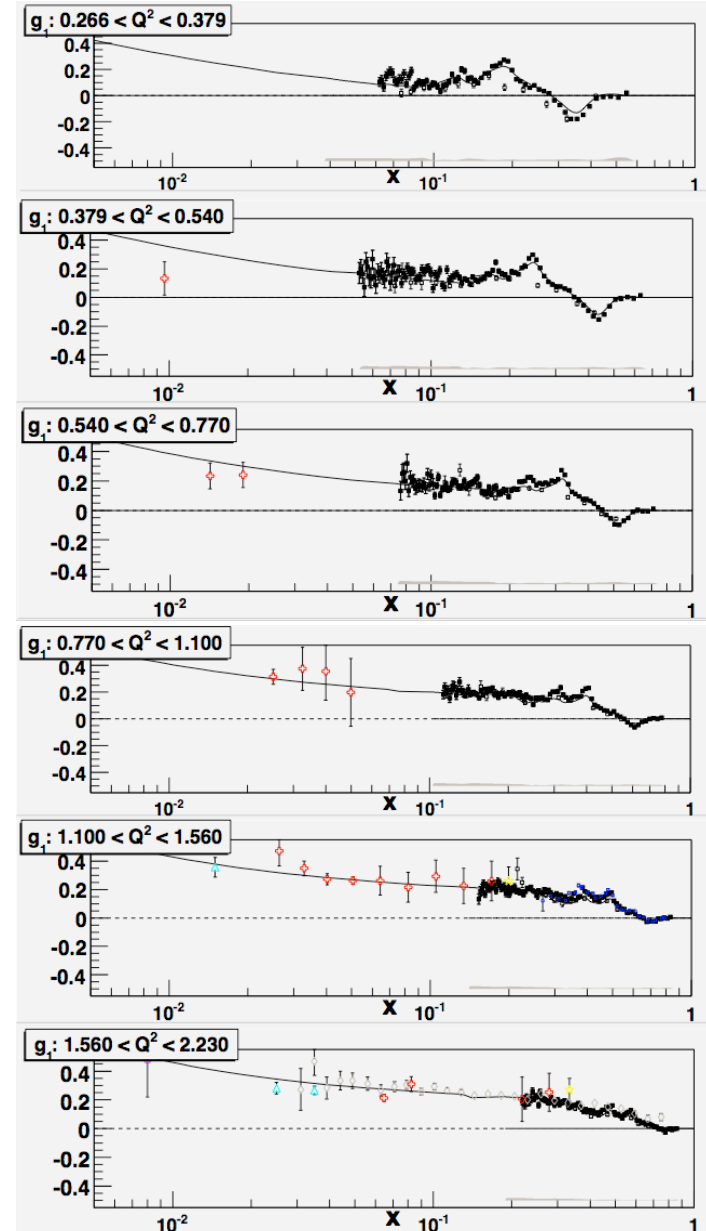 g₁: 0.266 < Q² < 0.379
0.4
0.2
0
-0.2
-0.4
10⁻² x 10⁻¹ 1
g₁: 0.379 < Q² < 0.540
0.4
0.2
0
-0.2
-0.4
10⁻² x 10⁻¹ 1
g₁: 0.540 < Q² < 0.770
0.4
0.2
0
-0.2
-0.4
10⁻² x 10⁻¹ 1
g₁: 0.770 < Q² < 1.100
0.4
0.2
0
-0.2
-0.4
10⁻² x 10⁻¹ 1
g₁: 1.100 < Q² < 1.560
0.4
0.2
0
-0.2
-0.4
10⁻² x 10⁻¹ 1
g₁: 1.560 < Q² < 2.230
0.4
0.2
0
-0.2
-0.4
10⁻² x 10⁻¹ 1